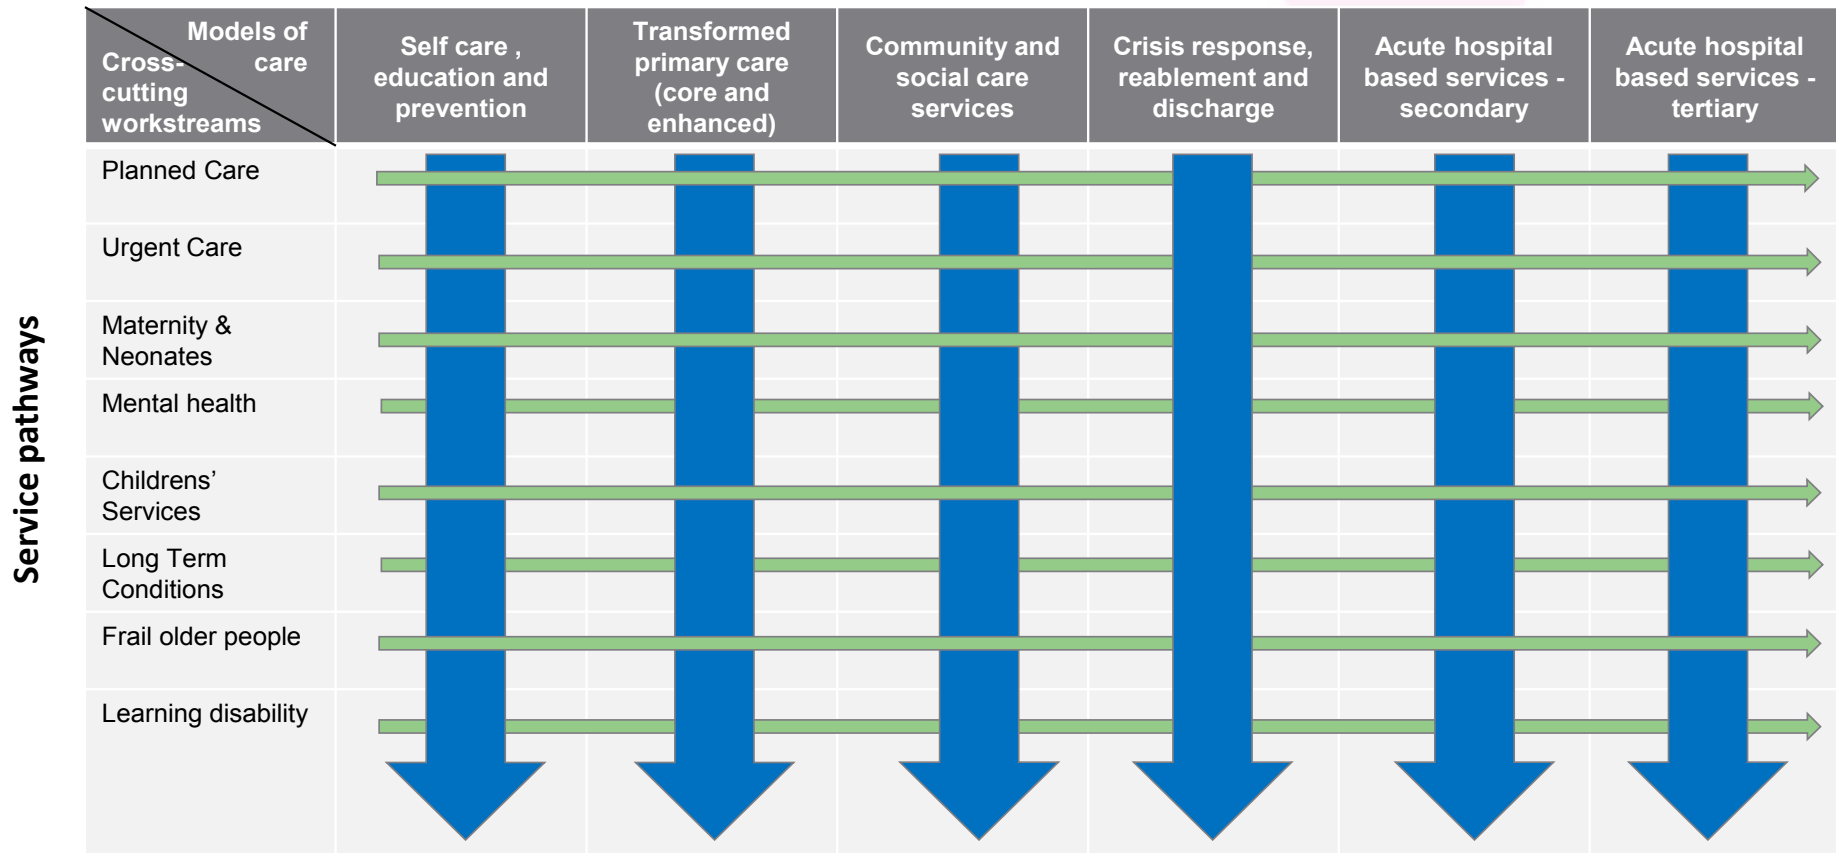 Models of
care
Cross-
cutting
workstreams
Self care ,
education and
prevention
Transformed
primary care
(core and
enhanced)
Community and
social care
services
Crisis response,
reablement and
discharge
Acute hospital
based services -
secondary
Acute hospital
based services -
tertiary
Service pathways
Planned Care
Urgent Care
Maternity &
Neonates
Mental health
Childrens’
Services
Long Term
Conditions
Frail older people
Learning disability